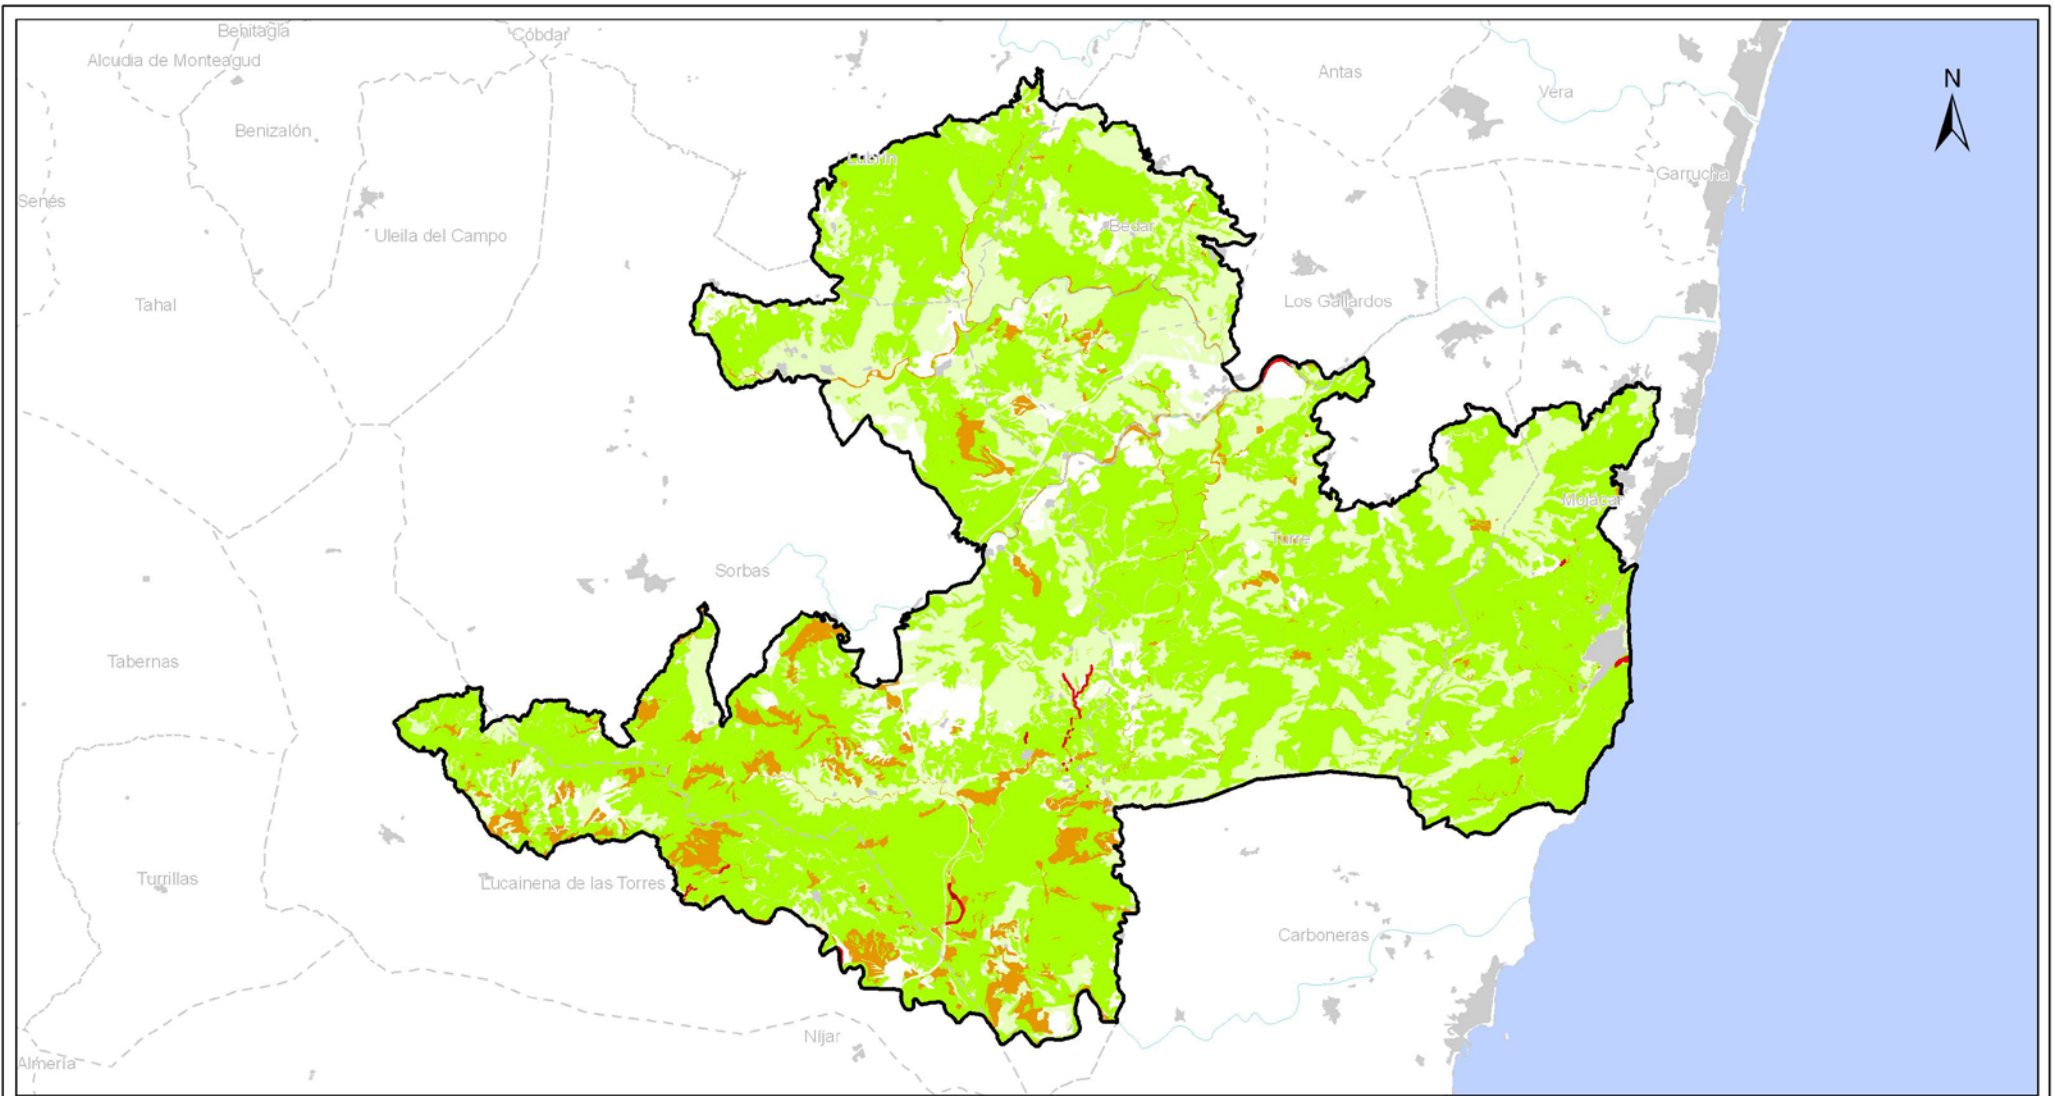 Benitagla
Cóbdar
Alcudia de Monteagud
Antas
N
Vera
Benizalón
Lubrín
Garrucha
Senés
Bédar
Uleila del Campo
Los Gallardos
Tahal
Mojácar
Turre
Sorbas
Tabernas
Turrillas
Lucainena de las Torres
Carboneras
Níjar
Almería